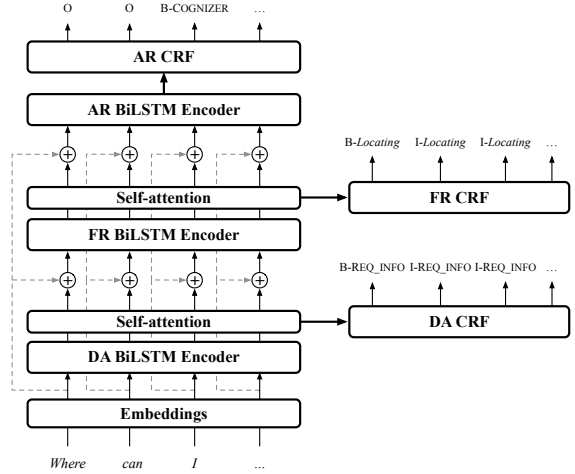 O O B-COGNIZER ...
AR CRF
AR BiLSTM Encoder
+ + + +
B-Locating I-Locating I-Locating ...
Self-attention
FR CRF
FR BiLSTM Encoder
B-REQ_INFO I-REQ_INFO I-REQ_INFO ...
+ + + +
Self-attention
DA CRF
DA BiLSTM Encoder
Embeddings
Where can I ...